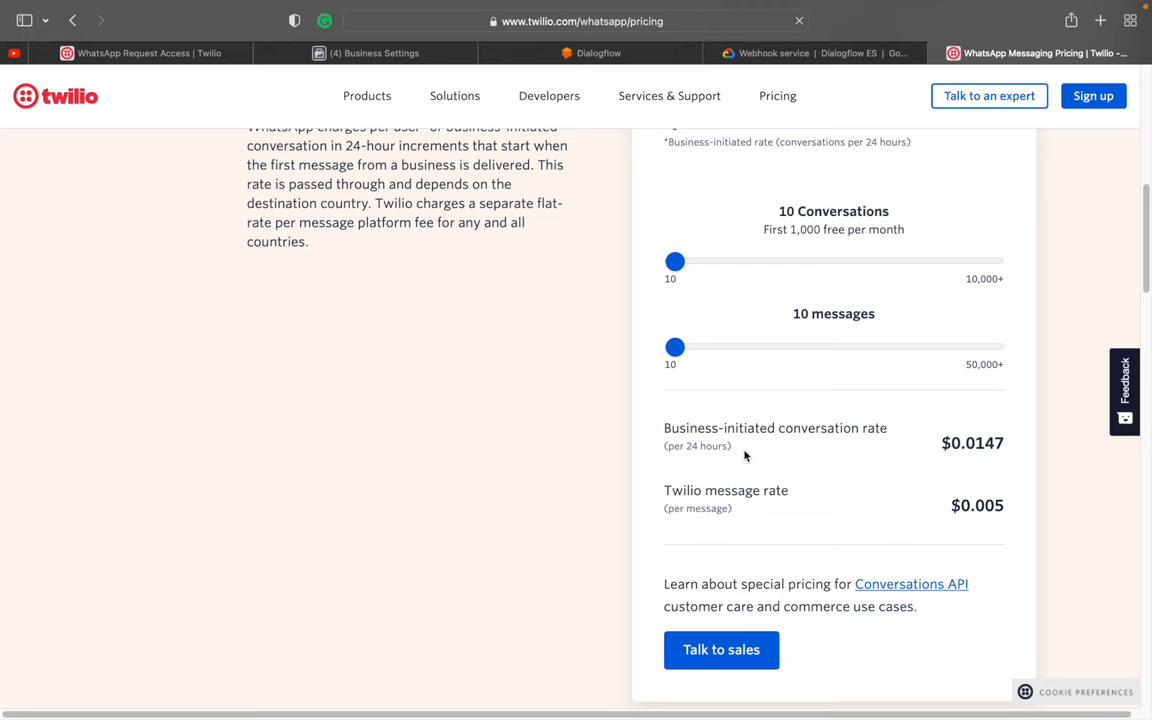 www.twilio.com/whatsapp/pricing
WhatsApp Request Access | Twilio
(4) Business Settings
Dialogflow
Webhook service | Dialogflow ES | Go...
WhatsApp Messaging Pricing | Twilio -...
twilio
Products
Solutions
Developers
Services & Support
Pricing
Talk to an expert
Sign up
WhatsApp charges per user- or business-initiated
conversation in 24-hour increments that start when
the first message from a business is delivered. This
rate is passed through and depends on the
destination country. Twilio charges a separate flat-
rate per message platform fee for any and all
countries.
*Business-initiated rate (conversations per 24 hours)
10 Conversations
First 1,000 free per month
10
10,000+
10 messages
10
50,000+
Business-initiated conversation rate
(per 24 hours)
$0.0147
Twilio message rate
(per message)
$0.005
Learn about special pricing for Conversations API
customer care and commerce use cases.
Talk to sales
Feedback
COOKIE PREFERENCES